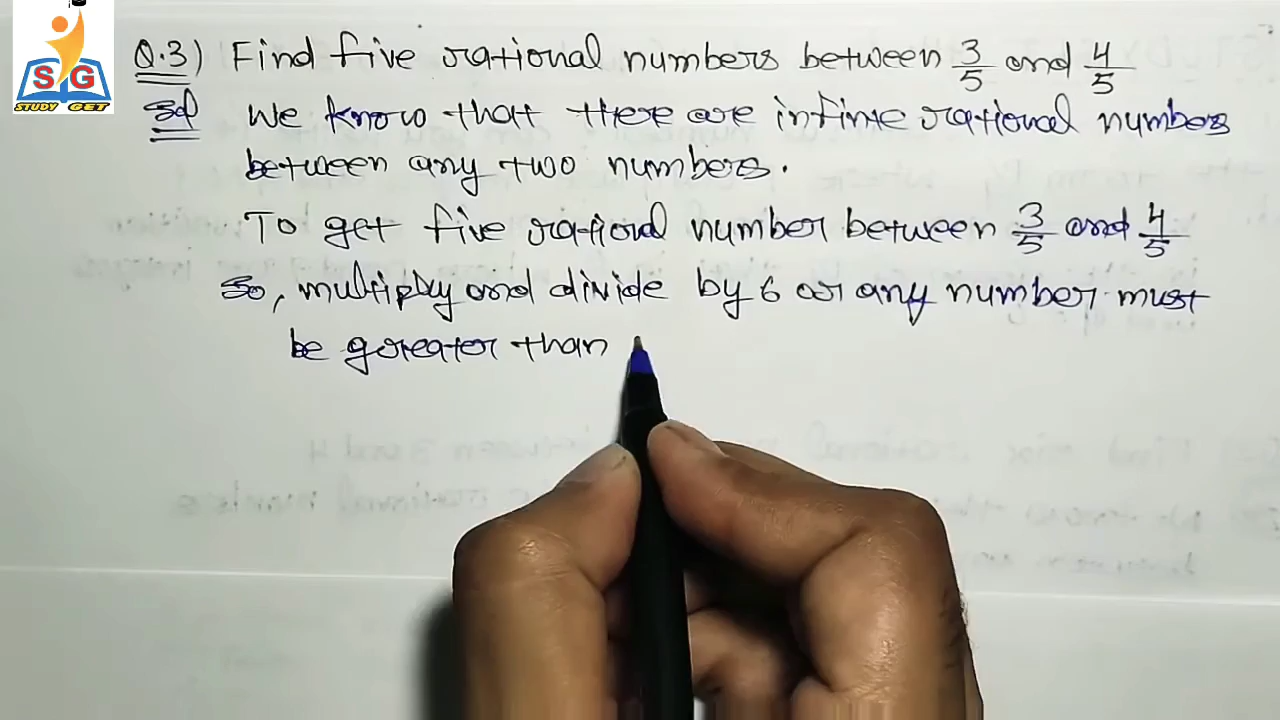 SG
STUDY GET
Q.3) Find five rational numbers between 3/5 and 4/5
Sol We know that there are infinte rational numbers
between any two numbers.
To get five rational number between 3/5 and 4/5
So, multiply and divide by 6 or any number must
be greater than